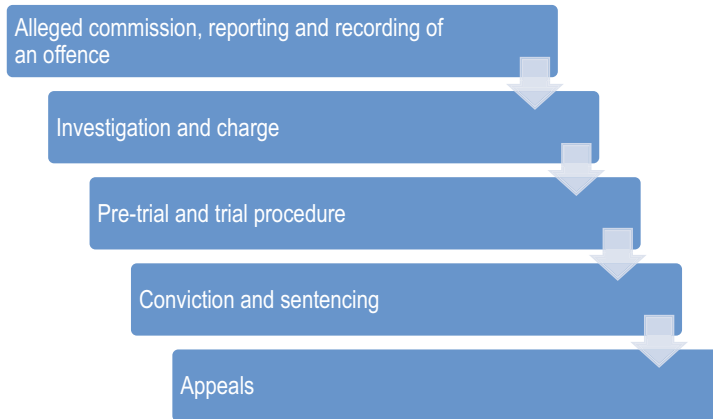 Alleged commission, reporting and recording of
an offence
Investigation and charge
Pre-trial and trial procedure
Conviction and sentencing
Appeals